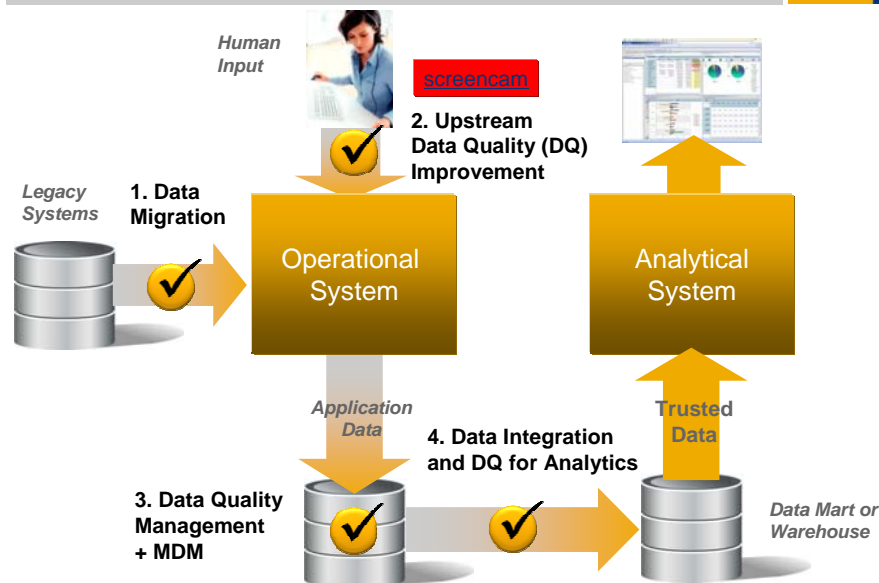 Human
Input
screencam
2. Upstream
Data Quality (DQ)
Improvement
Legacy
Systems
1. Data
Migration
Operational
System
Analytical
System
Application
Data
Trusted
Data
4. Data Integration
and DQ for Analytics
3. Data Quality
Management
+ MDM
Data Mart or
Warehouse